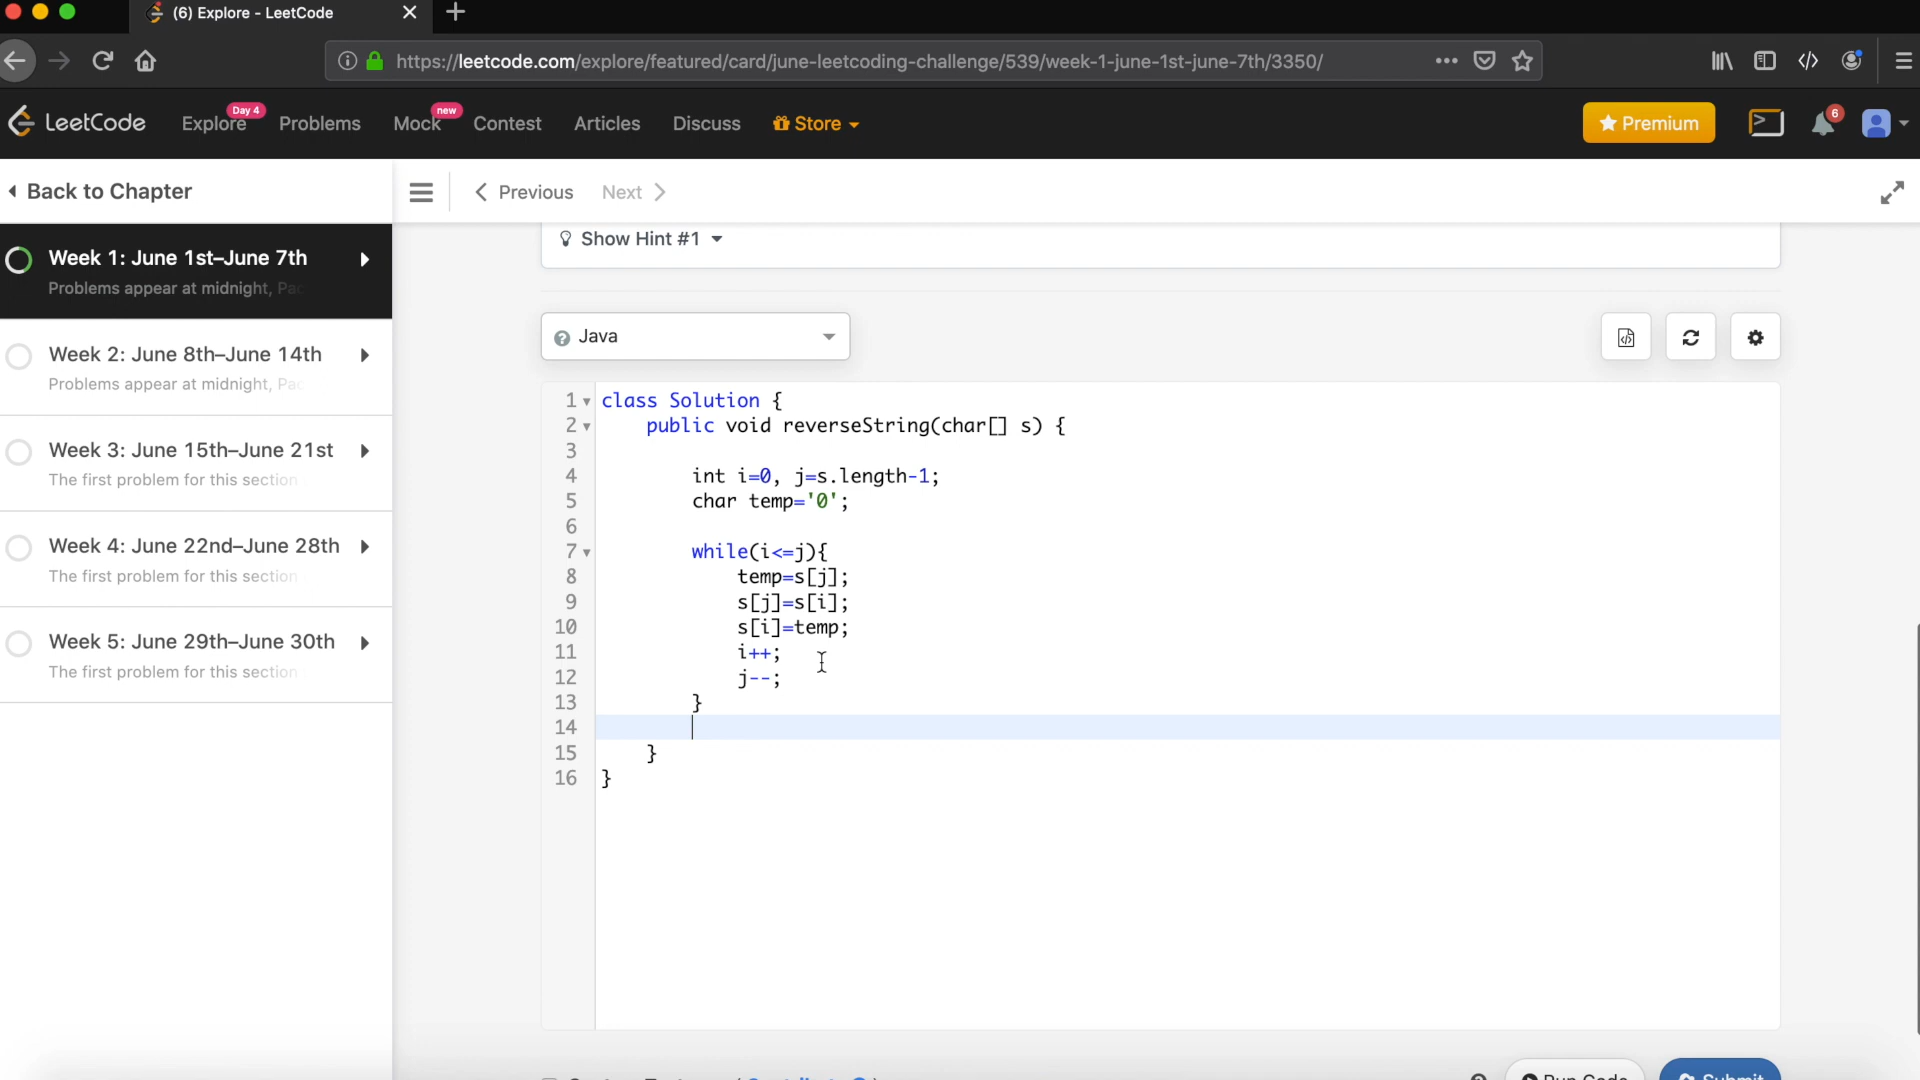 (6) Explore - LeetCode
https://leetcode.com/explore/featured/card/june-leetcoding-challenge/539/week-1-june-1st-june-7th/3350/
LeetCode Explore Day 4 Problems Mock new Contest Articles Discuss Store Premium 6
Back to Chapter
Previous Next
Week 1: June 1st–June 7th
Problems appear at midnight, Pac
Week 2: June 8th–June 14th
Problems appear at midnight, Pac
Week 3: June 15th–June 21st
The first problem for this section
Week 4: June 22nd–June 28th
The first problem for this section
Week 5: June 29th–June 30th
The first problem for this section
Show Hint #1
Java
1 class Solution {
2 public void reverseString(char[] s) {
3
4 int i=0, j=s.length-1;
5 char temp='0';
6
7 while(i<=j){
8 temp=s[j];
9 s[j]=s[i];
10 s[i]=temp;
11 i++;
12 j--;
13 }
14
15 }
16 }
Run Code Submit